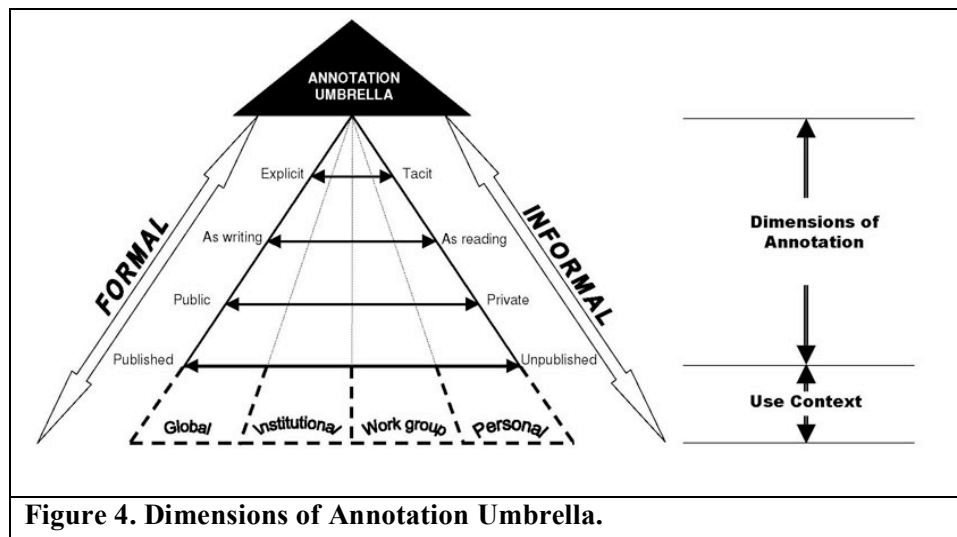 ANNOTATION
UMBRELLA
FORMAL
INFORMAL
Explicit
Tacit
As writing
As reading
Public
Private
Published
Unpublished
Global
Institutional
Work group
Personal
Dimensions of
Annotation
Use Context
Figure 4. Dimensions of Annotation Umbrella.